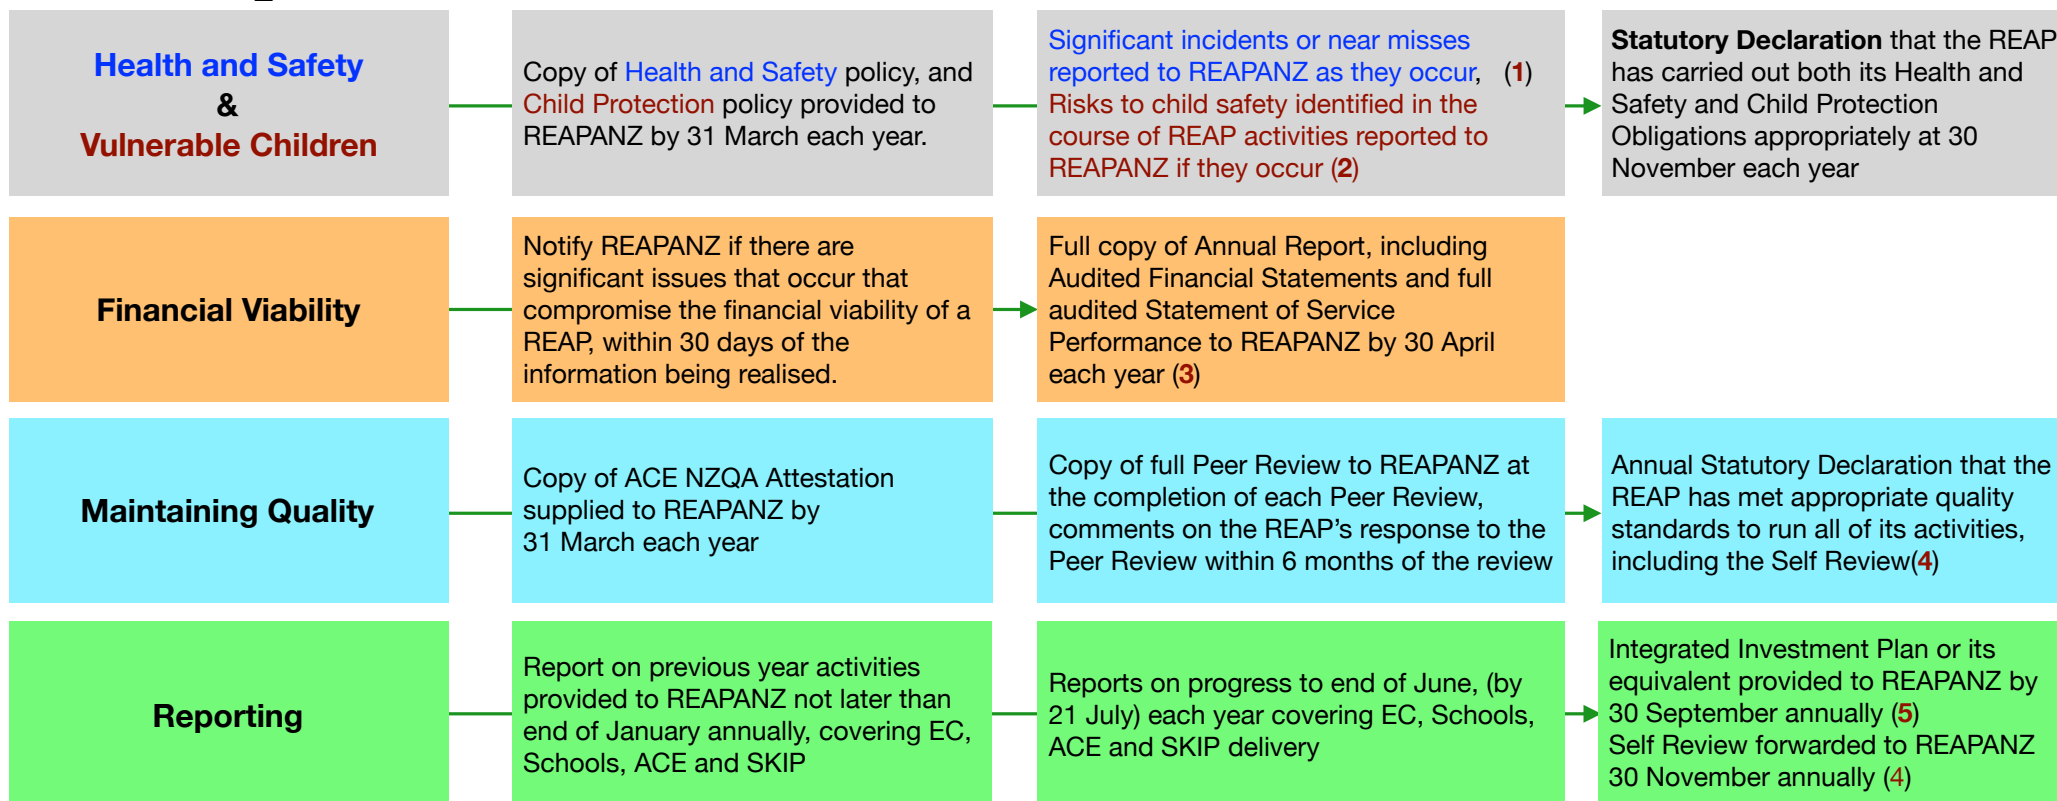 Health and Safety
&
Vulnerable Children
Copy of Health and Safety policy, and
Child Protection policy provided to
REAPANZ by 31 March each year.
Significant incidents or near misses
reported to REAPANZ as they occur, (1)
Risks to child safety identified in the
course of REAP activities reported to
REAPANZ if they occur (2)
Statutory Declaration that the REAP
has carried out both its Health and
Safety and Child Protection
Obligations appropriately at 30
November each year
Financial Viability
Notify REAPANZ if there are
significant issues that occur that
compromise the financial viability of a
REAP, within 30 days of the
information being realised.
Full copy of Annual Report, including
Audited Financial Statements and full
audited Statement of Service
Performance to REAPANZ by 30 April
each year (3)
Maintaining Quality
Copy of ACE NZQA Attestation
supplied to REAPANZ by
31 March each year
Copy of full Peer Review to REAPANZ at
the completion of each Peer Review,
comments on the REAP's response to the
Peer Review within 6 months of the review
Annual Statutory Declaration that the
REAP has met appropriate quality
standards to run all of its activities,
including the Self Review(4)
Reporting
Report on previous year activities
provided to REAPANZ not later than
end of January annually, covering EC,
Schools, ACE and SKIP
Reports on progress to end of June, (by
21 July) each year covering EC, Schools,
ACE and SKIP delivery
Integrated Investment Plan or its
equivalent provided to REAPANZ by
30 September annually (5)
Self Review forwarded to REAPANZ
30 November annually (4)